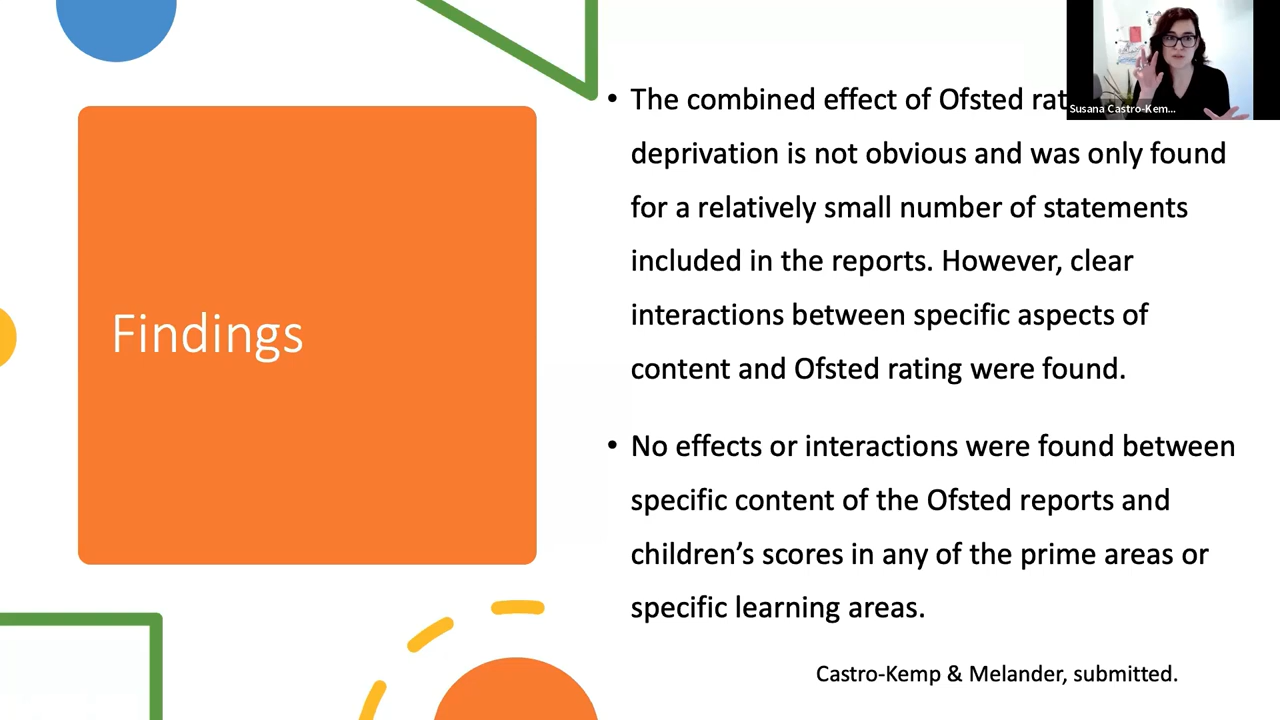 Findings
• The combined effect of Ofsted
deprivation is not obvious and was only found
for a relatively small number of statements
included in the reports. However, clear
interactions between specific aspects of
content and Ofsted rating were found.
• No effects or interactions were found between
specific content of the Ofsted reports and
children’s scores in any of the prime areas or
specific learning areas.
Castro-Kemp & Melander, submitted.
Susana Castro-Kem...